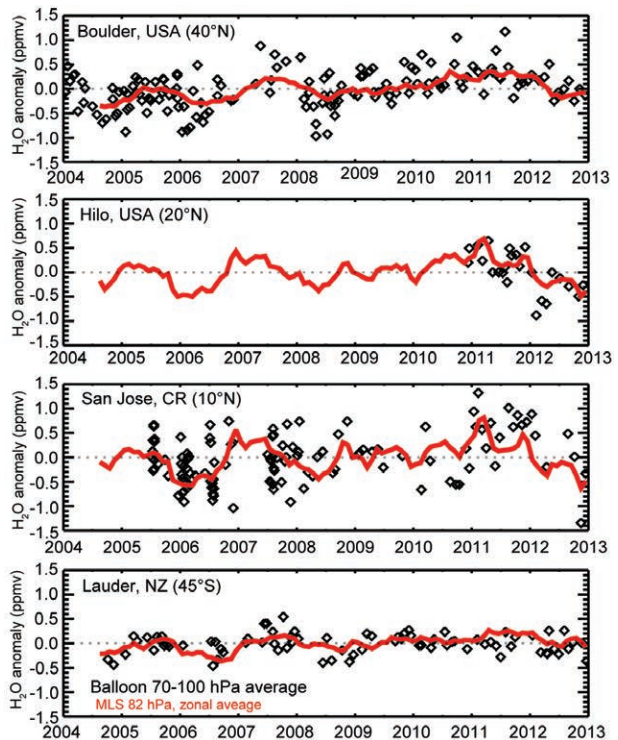 Boulder, USA (40°N)
H₂O anomaly (ppmv)
1.5
1.0
0.5
0.0
-0.5
-1.0
-1.5
2004 2005 2006 2007 2008 2009 2010 2011 2012 2013
Hilo, USA (20°N)
H₂O anomaly (ppmv)
1.5
1.0
0.5
0.0
-0.5
-1.0
-1.5
2004 2005 2006 2007 2008 2009 2010 2011 2012 2013
San Jose, CR (10°N)
H₂O anomaly (ppmv)
1.5
1.0
0.5
0.0
-0.5
-1.0
-1.5
2004 2005 2006 2007 2008 2009 2010 2011 2012 2013
Lauder, NZ (45°S)
H₂O anomaly (ppmv)
1.5
1.0
0.5
0.0
-0.5
-1.0
-1.5
Balloon 70-100 hPa average
MLS 82 hPa, zonal aveage
2004 2005 2006 2007 2008 2009 2010 2011 2012 2013